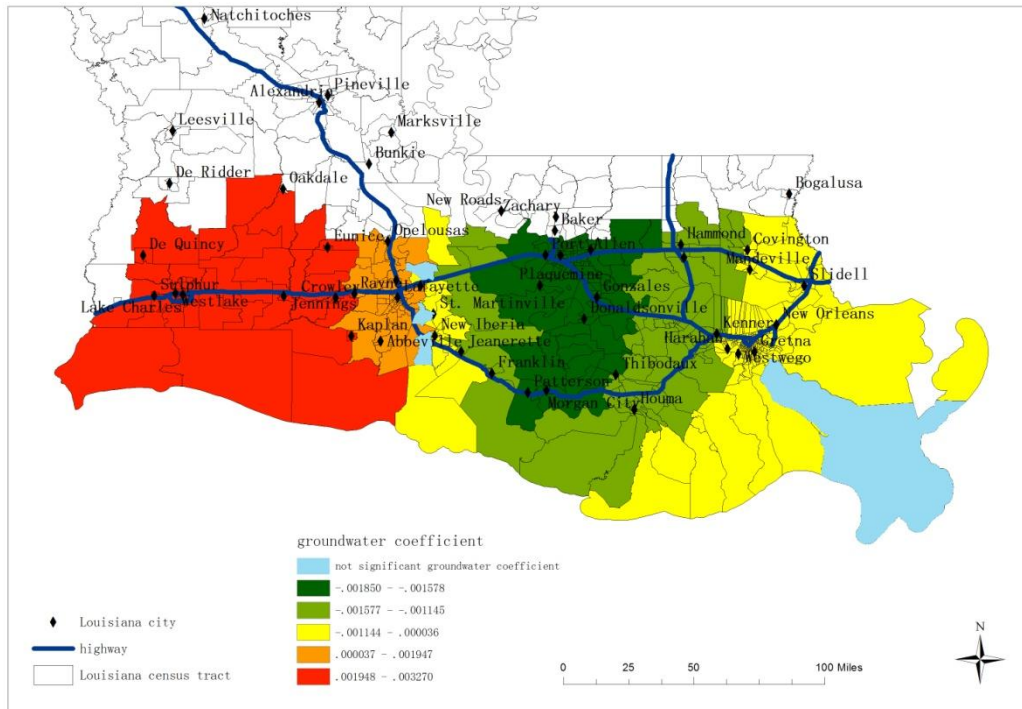 Natchitoches
Pineville
Alexandria
Leesville
Marksville
Bunkie
De Ridder
Oakdale
Bogalusa
New Roads
Zachary
Baker
De Quincy
Eunice
Opelousas
Hammond
Covington
Port Allen
Mandeville
Sulphur
Westlake
Crowley
Rayne
Lafayette
Plaquemine
Gonzales
Slidell
Lake Charles
Jennings
St. Martinville
Donaldsonville
Kaplan
Abbeville
New Iberia
Jeanerette
Harahan
Kenner
New Orleans
Gretna
Westwego
Franklin
Thibodaux
Patterson
Morgan City
Houma
groundwater coefficient
not significant groundwater coefficient
-.001850 - -.001578
-.001577 - -.001145
-.001144 - .000036
.000037 - .001947
.001948 - .003270
Louisiana city
highway
Louisiana census tract
N
0 25 50 100 Miles